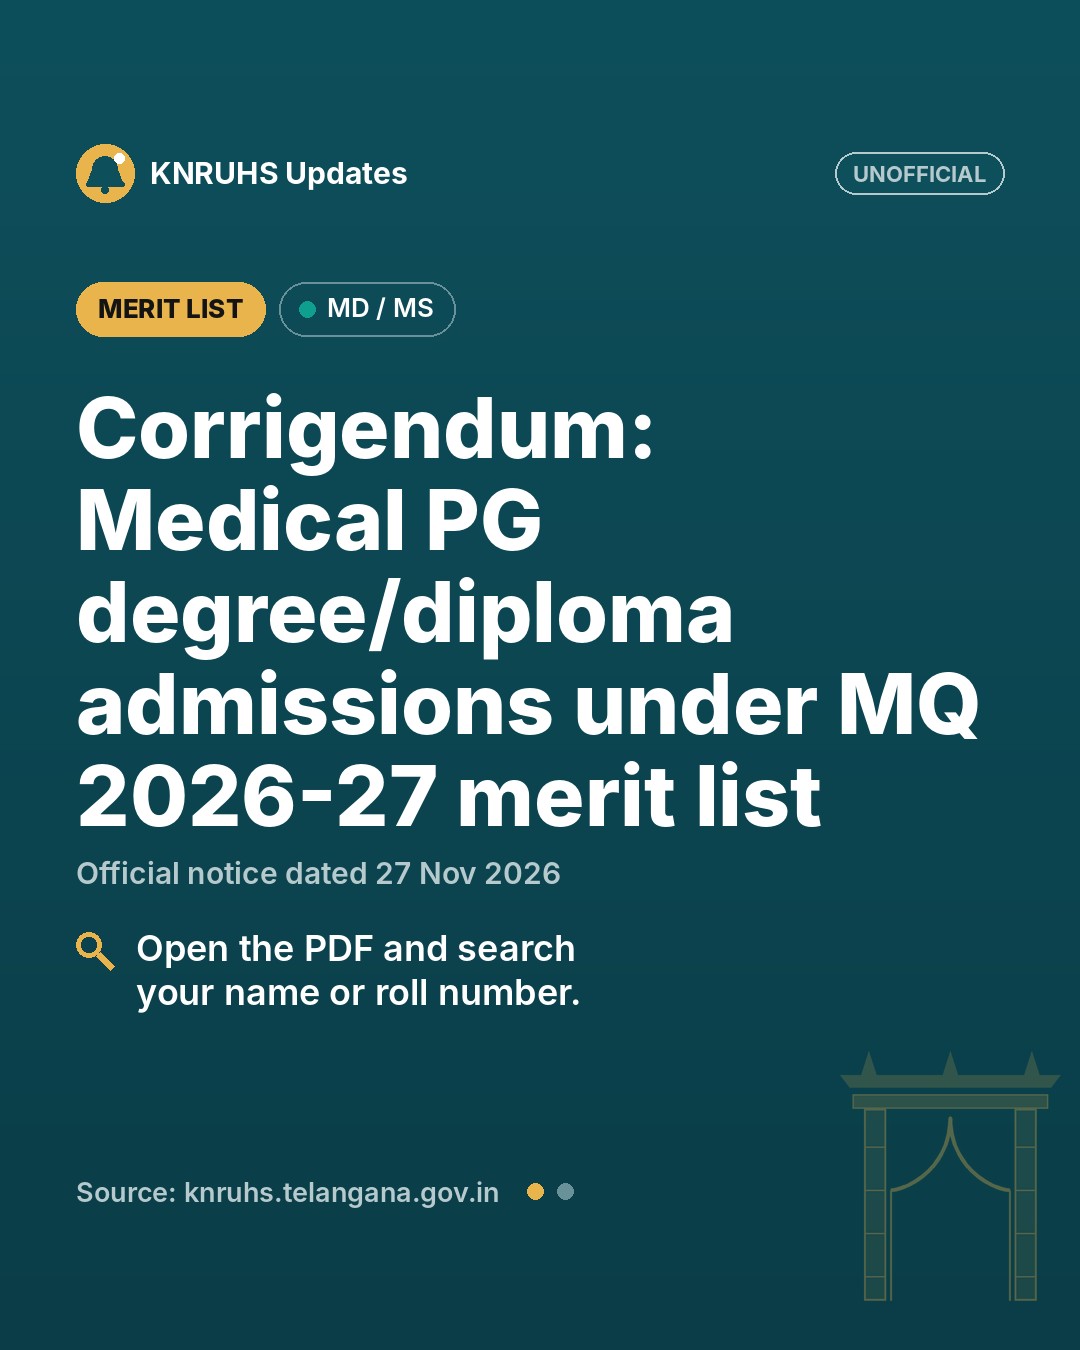 KNRUHS Updates
UNOFFICIAL
MERIT LIST
MD / MS
Corrigendum:
Medical PG
degree/diploma
admissions under MQ
2026-27 merit list
Official notice dated 27 Nov 2026
Open the PDF and search
your name or roll number.
Source: knruhs.telangana.gov.in